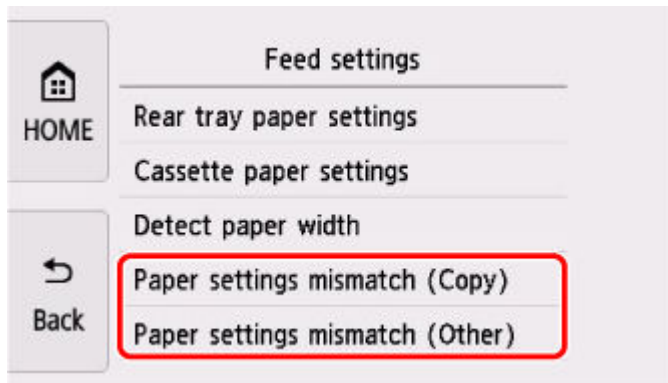 Feed settings
HOME
Rear tray paper settings
Cassette paper settings
Detect paper width
Back
Paper settings mismatch (Copy)
Paper settings mismatch (Other)